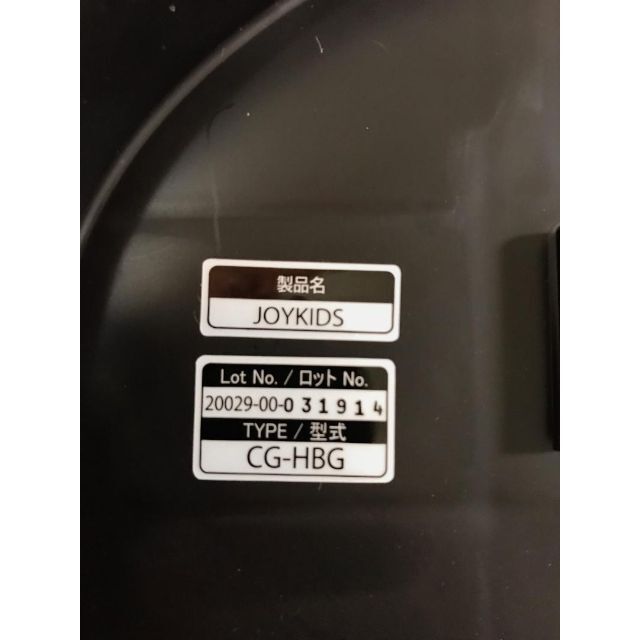 製品名
JOYKIDS
Lot No. / ロット No.
20029-00-031914
TYPE / 型式
CG-HBG